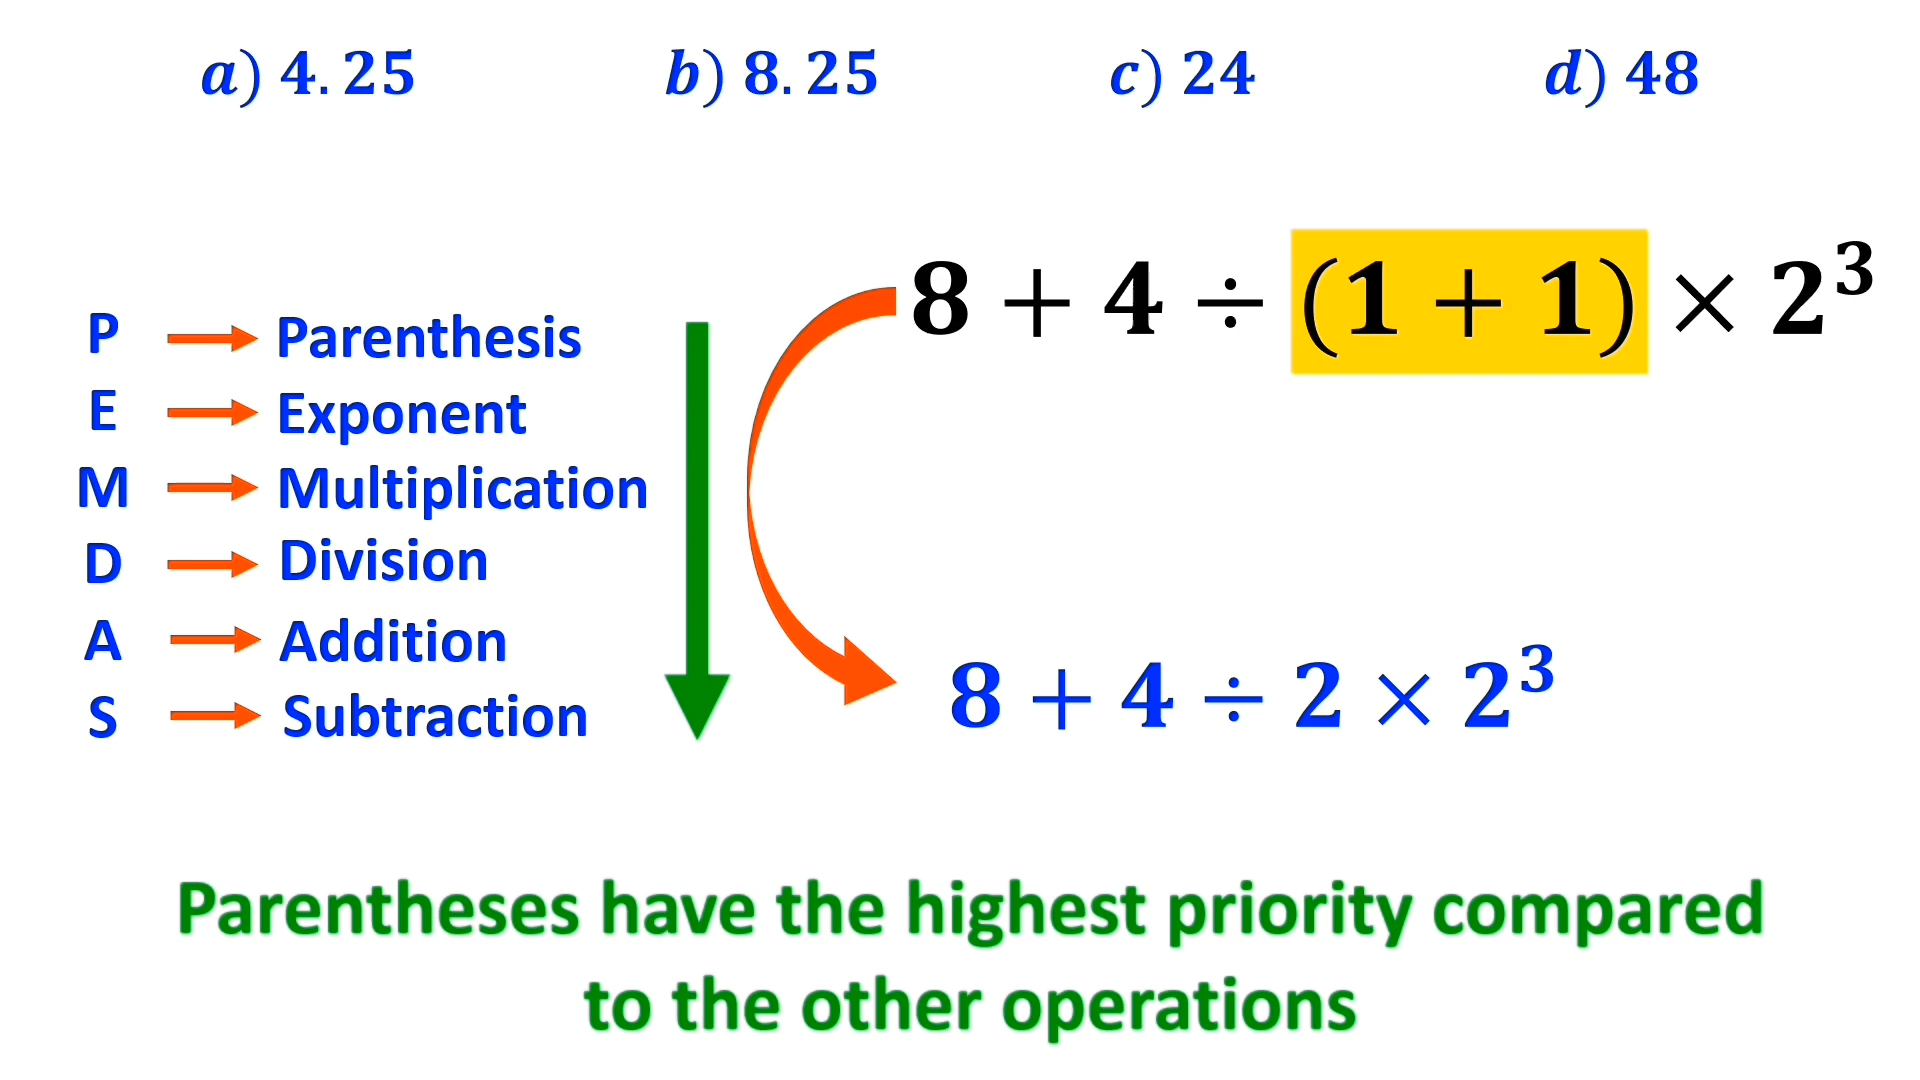 a) 4.25 b) 8.25 c) 24 d) 48
8 + 4 ÷ (1 + 1) × 2³
P → Parenthesis
E → Exponent
M → Multiplication
D → Division
A → Addition
S → Subtraction
8 + 4 ÷ 2 × 2³
Parentheses have the highest priority compared
to the other operations